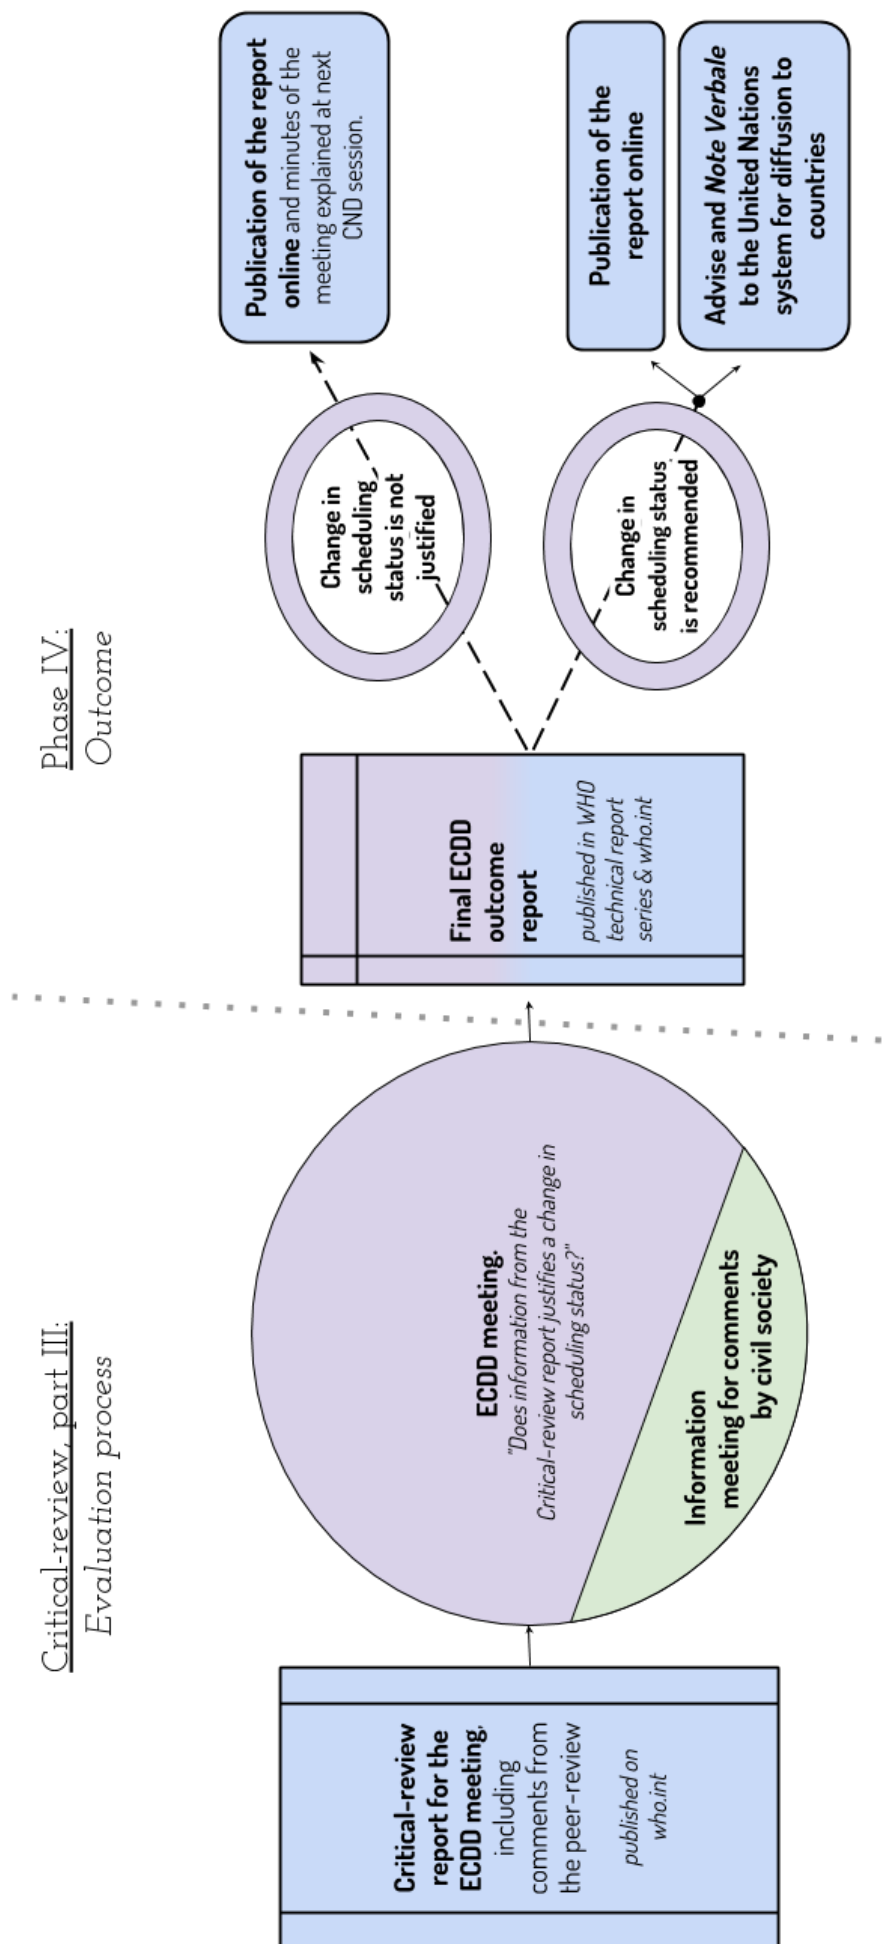 Critical-review, part III:
Evaluation process
Critical-review
report for the
ECDD meeting,
including
comments from
the peer-review
published on
who.int
ECDD meeting.
"Does information from the
Critical-review report justifies a change in
scheduling status?"
Information
meeting for comments
by civil society
Phase IV:
Outcome
Final ECDD
outcome
report
published in WHO
technical report
series & who.int
Change in
scheduling
status is not
justified
Change in
scheduling status
is recommended
Publication of the report
online and minutes of the
meeting explained at next
CND session.
Publication of the
report online
Advise and Note Verbale
to the United Nations
system for diffusion to
countries